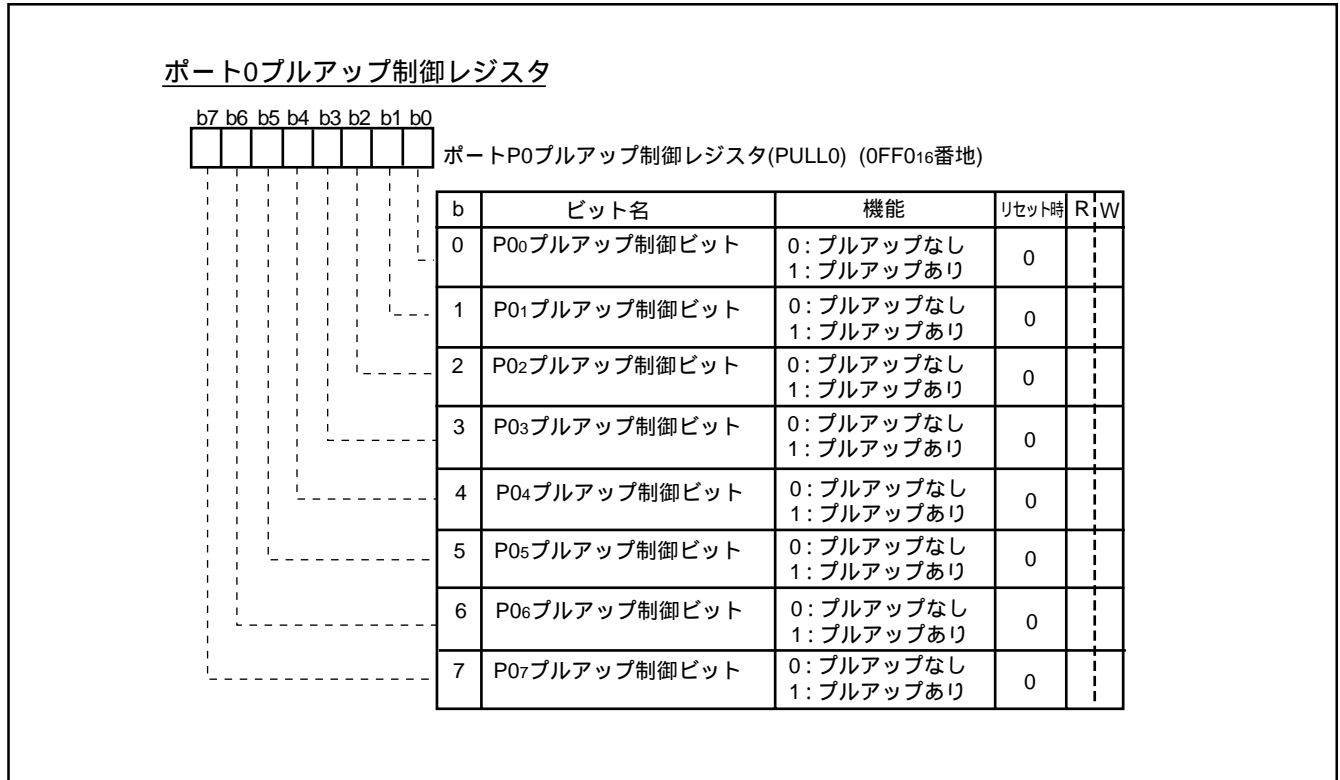 ポート0プルアップ制御レジスタ
b7 b6 b5 b4 b3 b2 b1 b0
ポートP0プルアップ制御レジスタ(PULL0) (0FF016番地)
b ビット名 機能 リセット時 R W
0 P00プルアップ制御ビット 0 : プルアップなし
1 : プルアップあり 0
1 P01プルアップ制御ビット 0 : プルアップなし
1 : プルアップあり 0
2 P02プルアップ制御ビット 0 : プルアップなし
1 : プルアップあり 0
3 P03プルアップ制御ビット 0 : プルアップなし
1 : プルアップあり 0
4 P04プルアップ制御ビット 0 : プルアップなし
1 : プルアップあり 0
5 P05プルアップ制御ビット 0 : プルアップなし
1 : プルアップあり 0
6 P06プルアップ制御ビット 0 : プルアップなし
1 : プルアップあり 0
7 P07プルアップ制御ビット 0 : プルアップなし
1 : プルアップあり 0